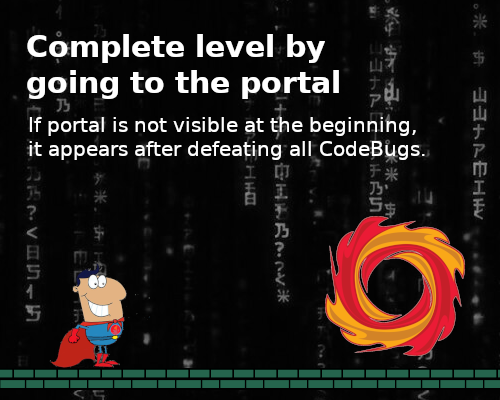 Complete level by
going to the portal
If portal is not visible at the beginning,
it appears after defeating all CodeBugs.